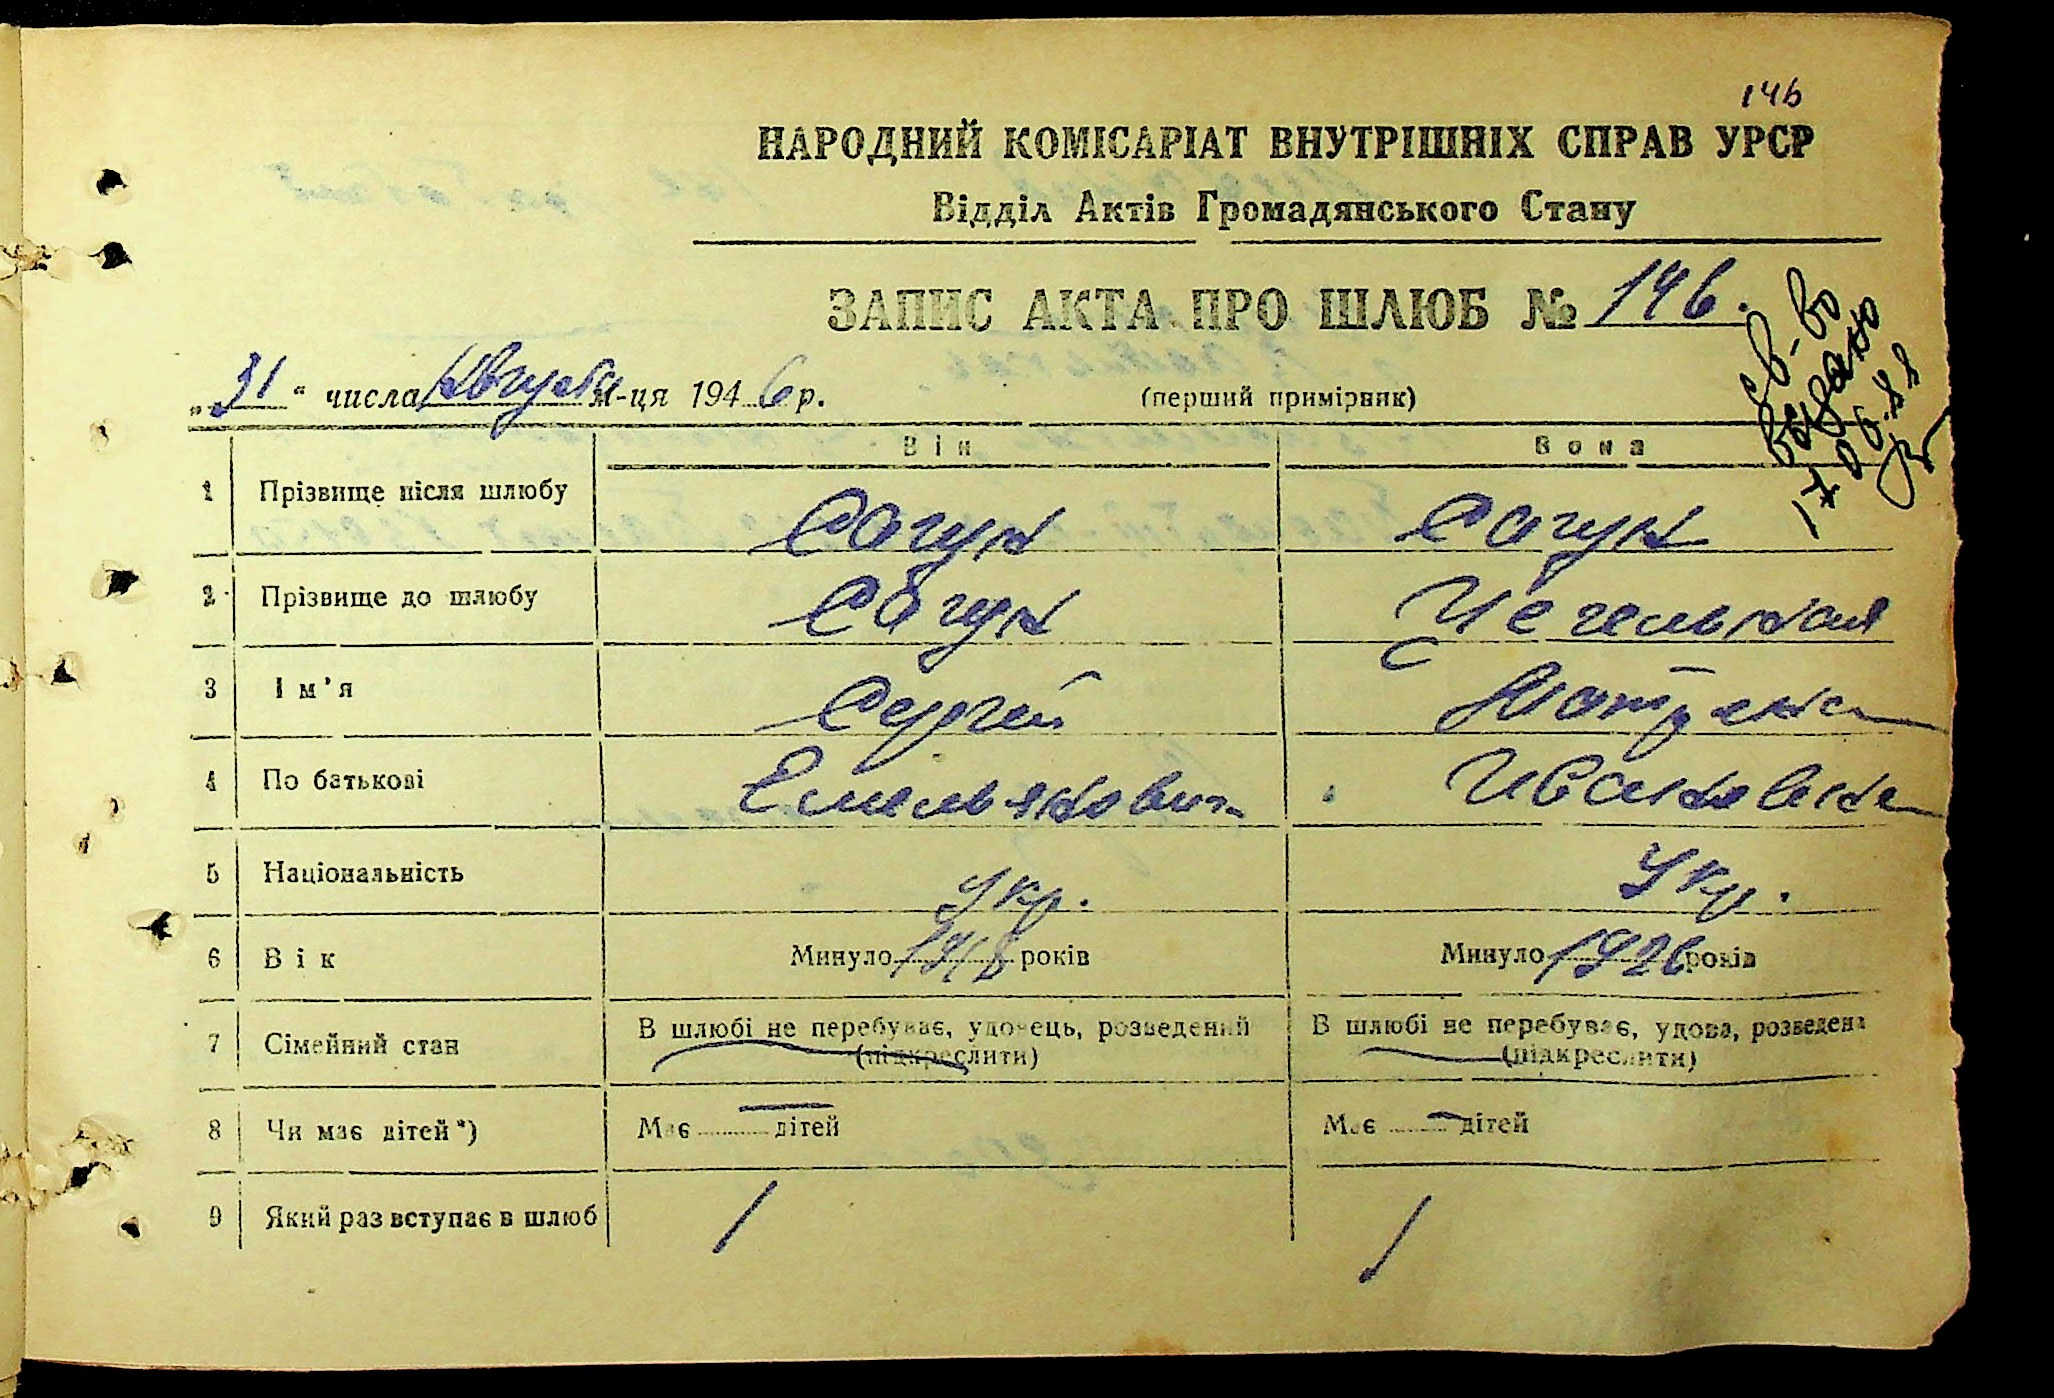 146
НАРОДНИЙ КОМІСАРІАТ ВНУТРІШНІХ СПРАВ УРСР
Відділ Актів Громадянського Стану
ЗАПИС АКТА ПРО ШЛЮБ № 146.
„31" числа Августа м-ця 1946 р. (перший примірник)
Він Вона
1 Прізвище після шлюбу Сагун Сагун
2 Прізвище до шлюбу Сагун
3 Ім'я Сергей
4 По батькові Емельянович Ивановна
5 Національність Укр. Укр.
6 Вік Минуло 1918 років Минуло 1926 років
7 Сімейний стан В шлюбі не перебуває, удовець, розведений (підкреслити) В шлюбі не перебуває, удова, розведена (підкреслити)
8 Чи має дітей*) Має — дітей Має — дітей
9 Який раз вступає в шлюб 1 1